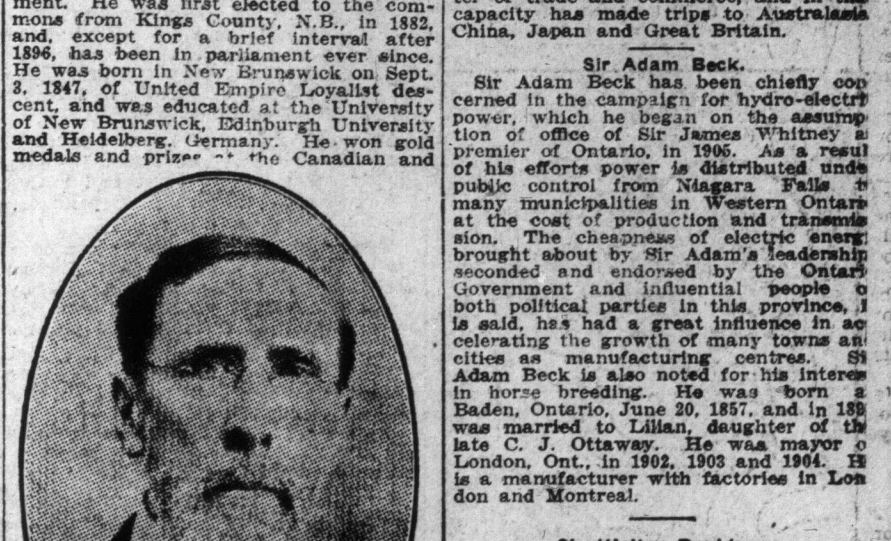 ment. He was first elected to the com-
mons from Kings County, N.B., in 1882,
and, except for a brief interval after
1896, has been in parliament ever since.
He was born in New Brunswick on Sept.
3, 1847, of United Empire Loyalist des-
cent, and was educated at the University
of New Brunswick, Edinburgh University
and Heidelberg, Germany. He won gold
medals and prizes at the Canadian and
capacity has made trips to Australasia
China, Japan and Great Britain.
Sir Adam Beck.
Sir Adam Beck has been chiefly con
cerned in the campaign for hydro-electri
power, which he began on the assump
tion of office of Sir James Whitney a
premier of Ontario, in 1905. As a resul
of his efforts power is distributed unde
public control from Niagara Falls t
many municipalities in Western Ontari
at the cost of production and transmis
sion. The cheapness of electric energ
brought about by Sir Adam's leadership
seconded and endorsed by the Ontari
Government and influential people o
both political parties in this province, i
is said, has had a great influence in ac
celerating the growth of many towns an
cities as manufacturing centres. Si
Adam Beck is also noted for his interes
in horse breeding. He was born a
Baden, Ontario, June 20, 1857, and in 189
was married to Lilian, daughter of th
late C. J. Ottaway. He was mayor o
London, Ont., in 1902, 1903 and 1904. H
is a manufacturer with factories in Lon
don and Montreal.